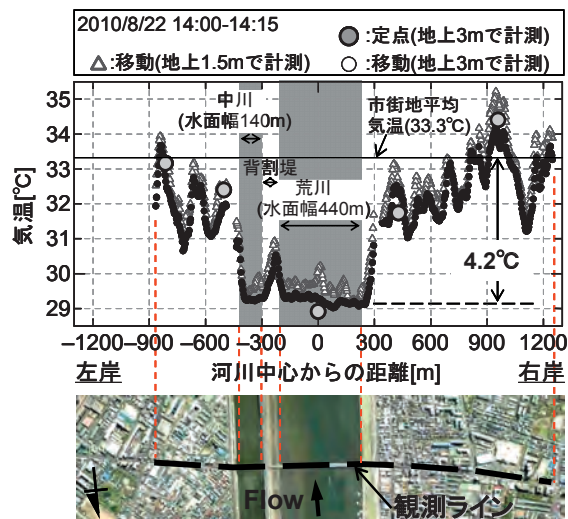 2010/8/22 14:00-14:15
●:定点(地上3mで計測)
△:移動(地上1.5mで計測)
○:移動(地上3mで計測)
35
34
33
32
31
30
29
気温[℃]
中川
(水面幅140m)
背割堤
荒川
(水面幅440m)
市街地平均
気温(33.3℃)
4.2℃
−1200 −900 −600 −300 0 300 600 900 1200
左岸
河川中心からの距離[m]
右岸
Flow
観測ライン